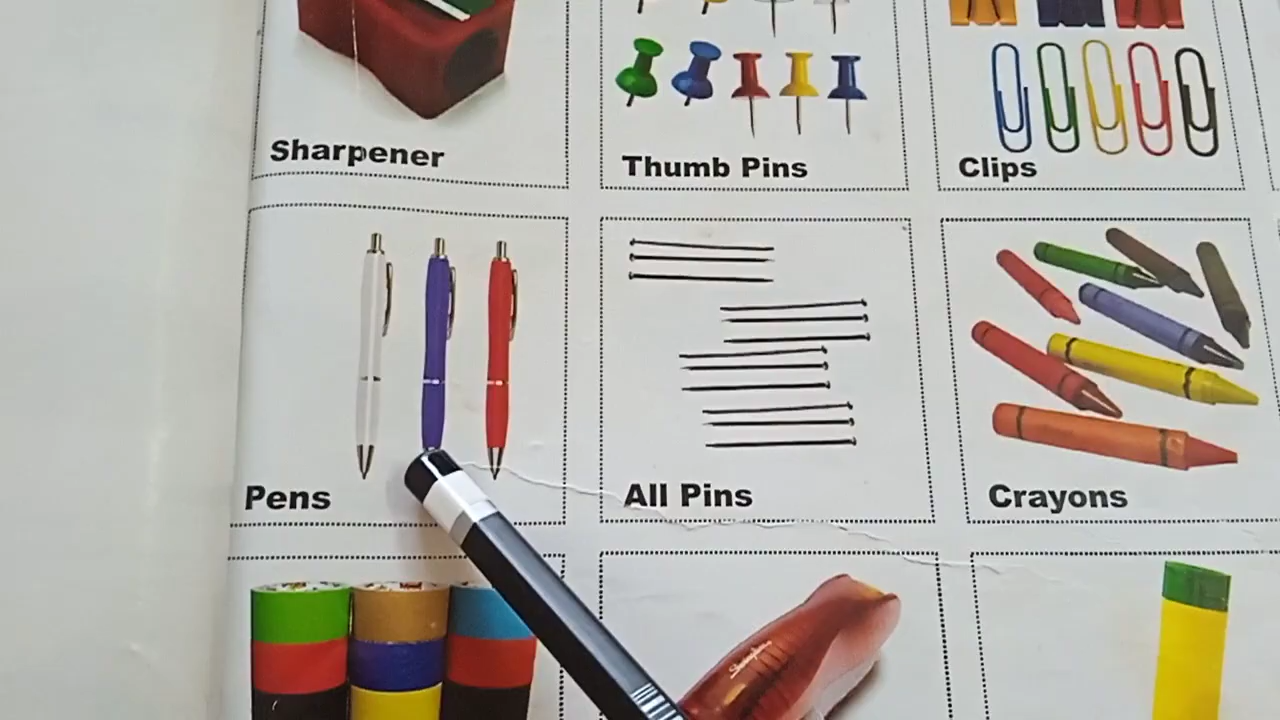 Sharpener
Thumb Pins
Clips
Pens
All Pins
Crayons